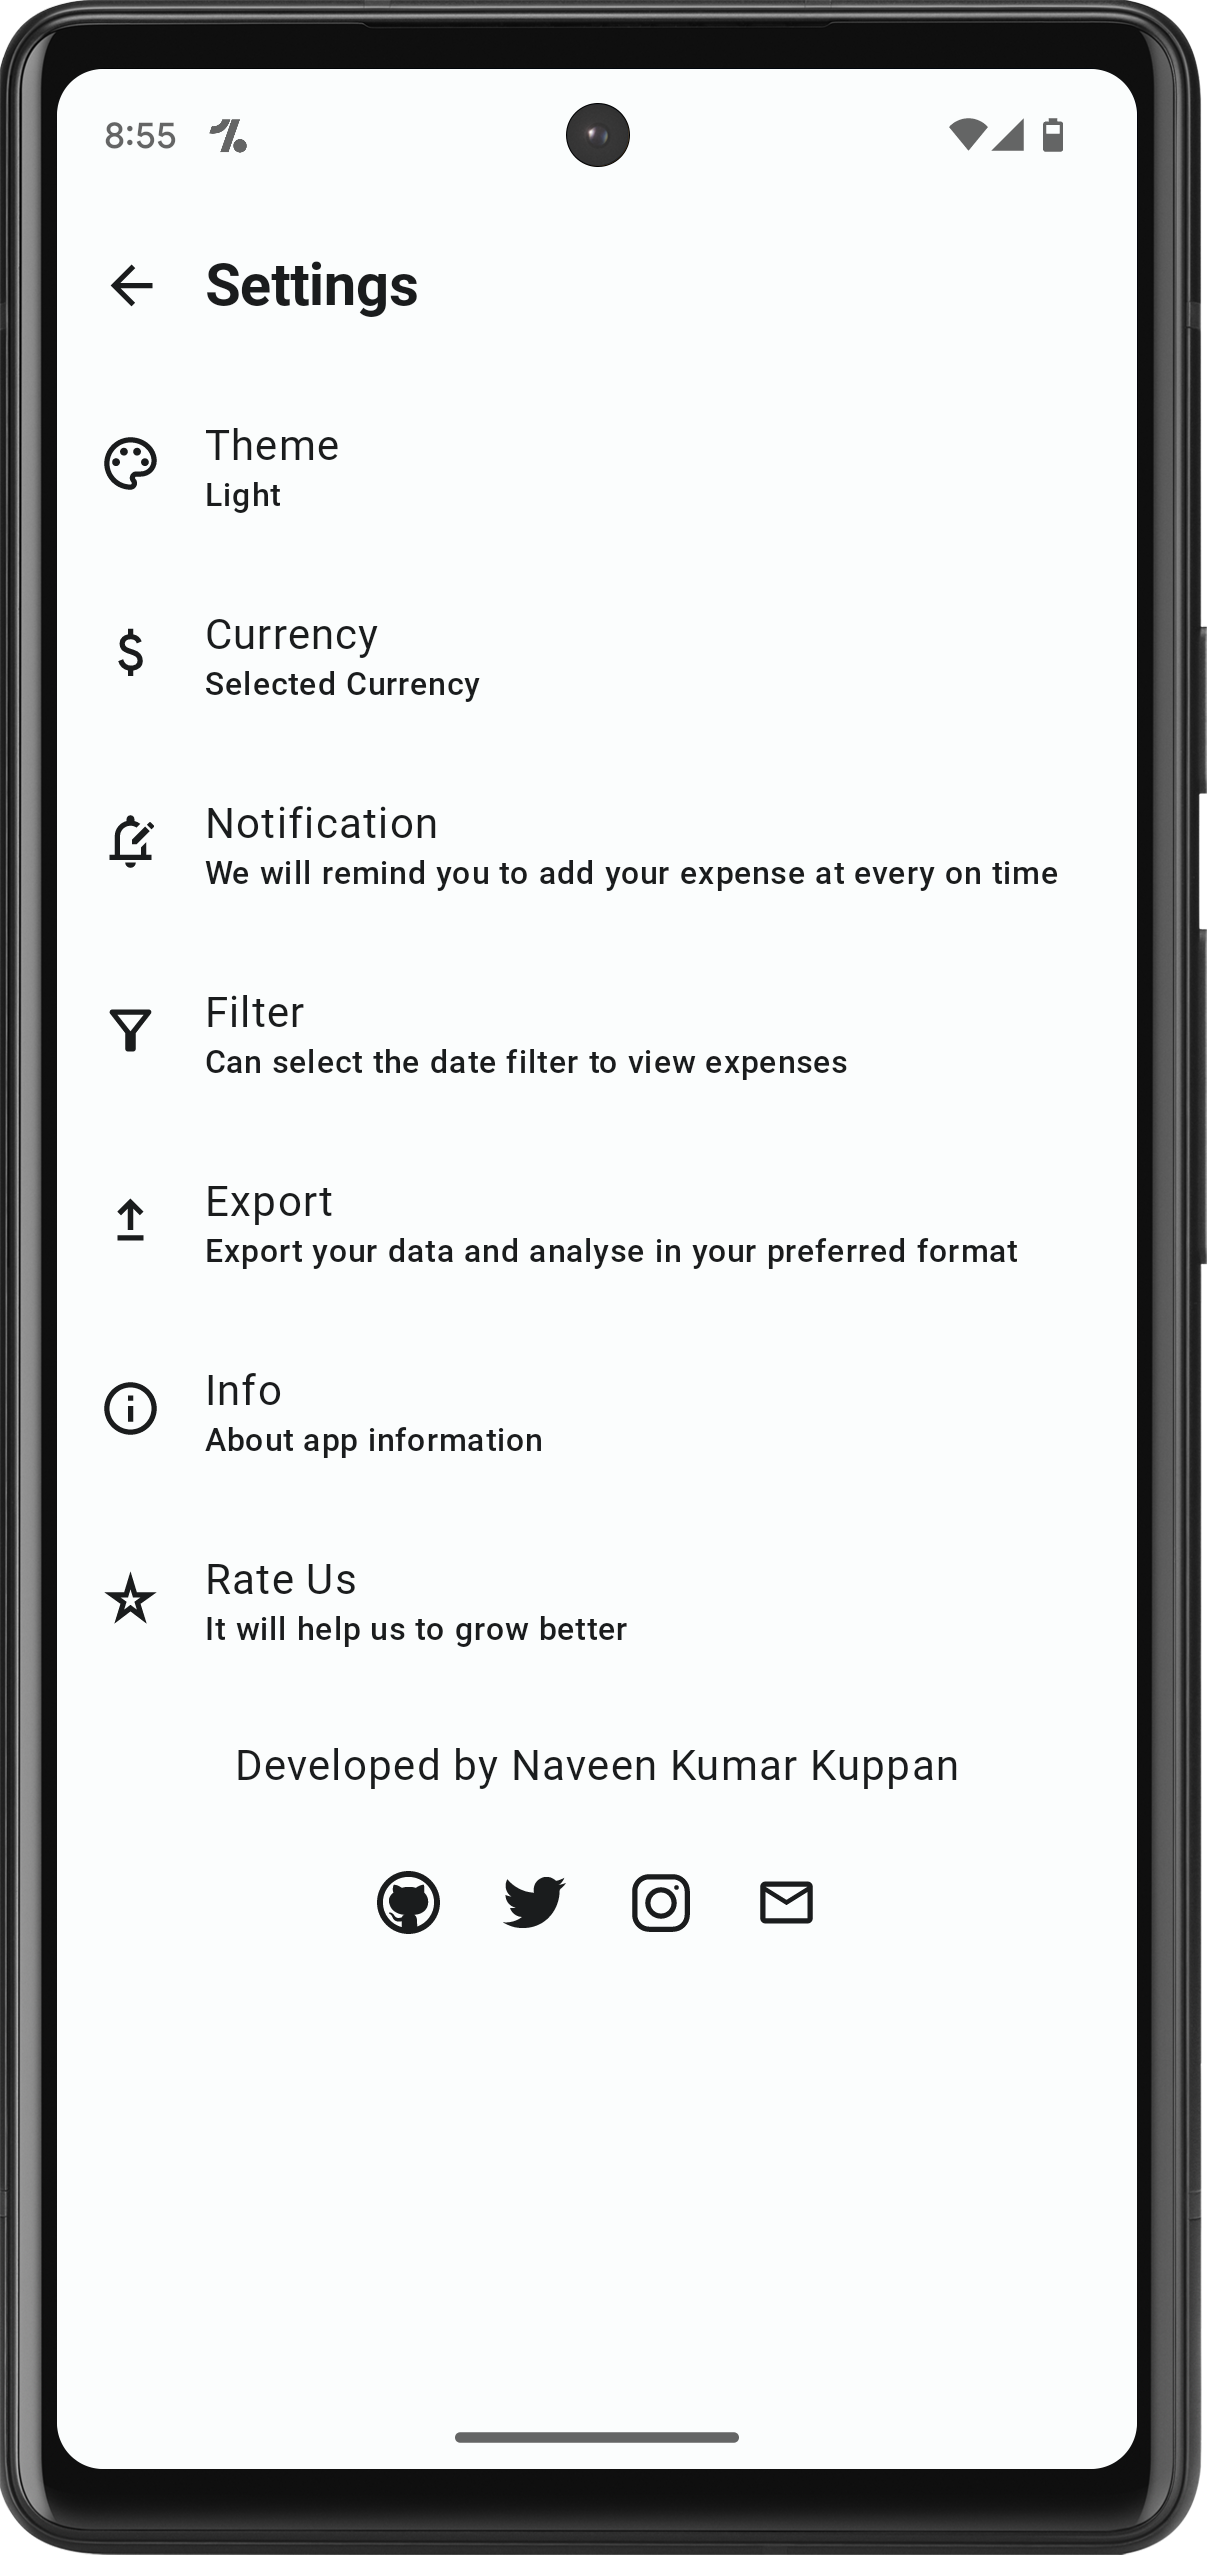 8:55
Settings
Theme
Light
Currency
Selected Currency
Notification
We will remind you to add your expense at every on time
Filter
Can select the date filter to view expenses
Export
Export your data and analyse in your preferred format
Info
About app information
Rate Us
It will help us to grow better
Developed by Naveen Kumar Kuppan